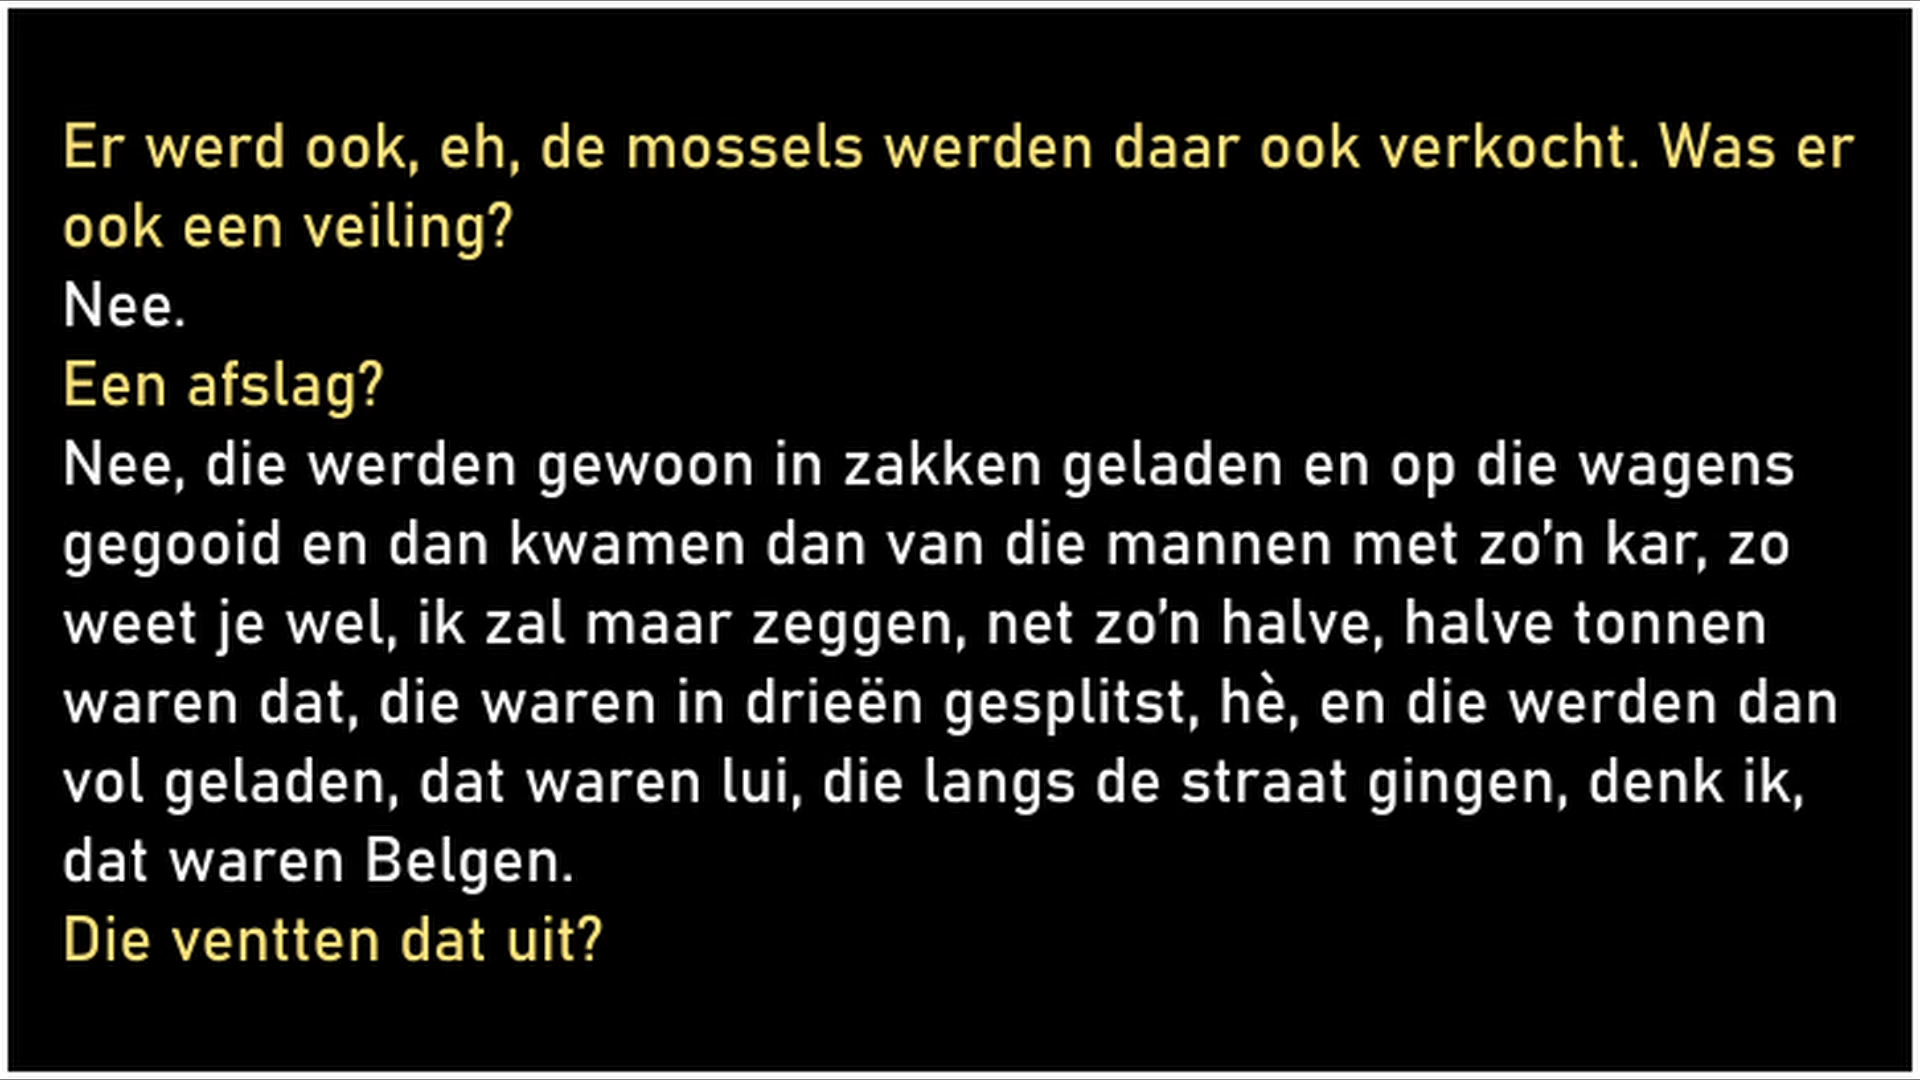 Er werd ook, eh, de mossels werden daar ook verkocht. Was er
ook een veiling?
Nee.
Een afslag?
Nee, die werden gewoon in zakken geladen en op die wagens
gegooid en dan kwamen dan van die mannen met zo’n kar, zo
weet je wel, ik zal maar zeggen, net zo’n halve, halve tonnen
waren dat, die waren in drieën gesplitst, hè, en die werden dan
vol geladen, dat waren lui, die langs de straat gingen, denk ik,
dat waren Belgen.
Die ventten dat uit?